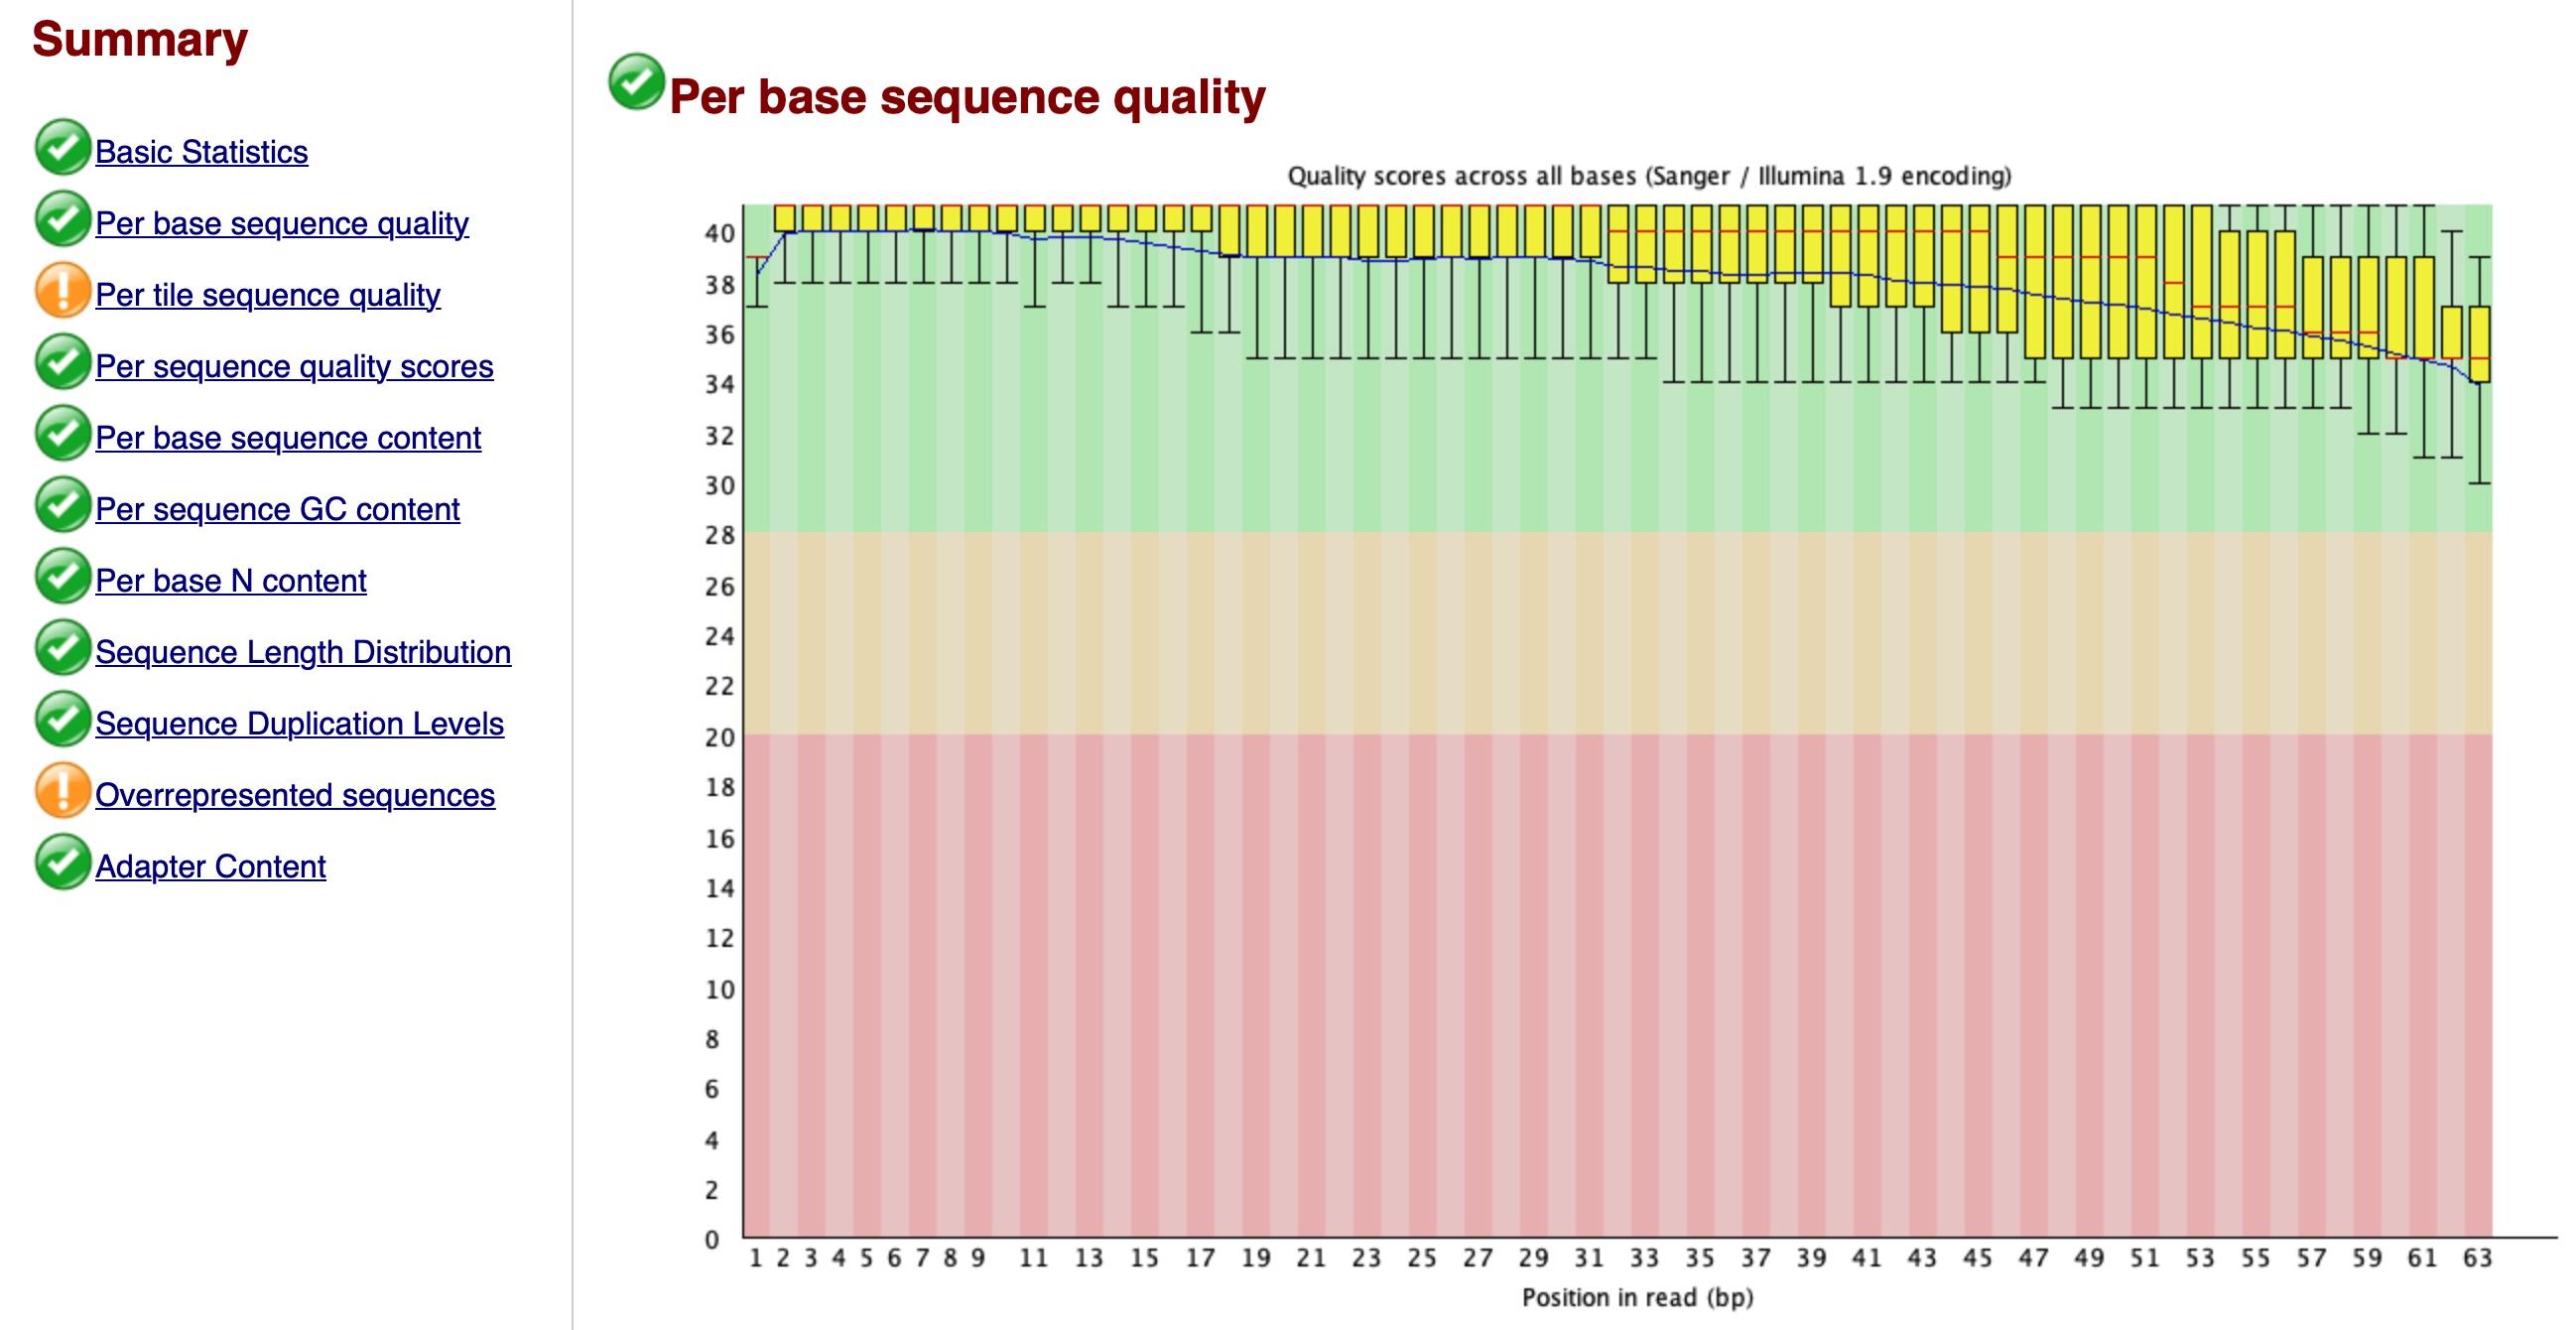 Summary
Basic Statistics
Per base sequence quality
Per tile sequence quality
Per sequence quality scores
Per base sequence content
Per sequence GC content
Per base N content
Sequence Length Distribution
Sequence Duplication Levels
Overrepresented sequences
Adapter Content
Per base sequence quality
Quality scores across all bases (Sanger / Illumina 1.9 encoding)
40
38
36
34
32
30
28
26
24
22
20
18
16
14
12
10
8
6
4
2
0
1 2 3 4 5 6 7 8 9 11 13 15 17 19 21 23 25 27 29 31 33 35 37 39 41 43 45 47 49 51 53 55 57 59 61 63
Position in read (bp)